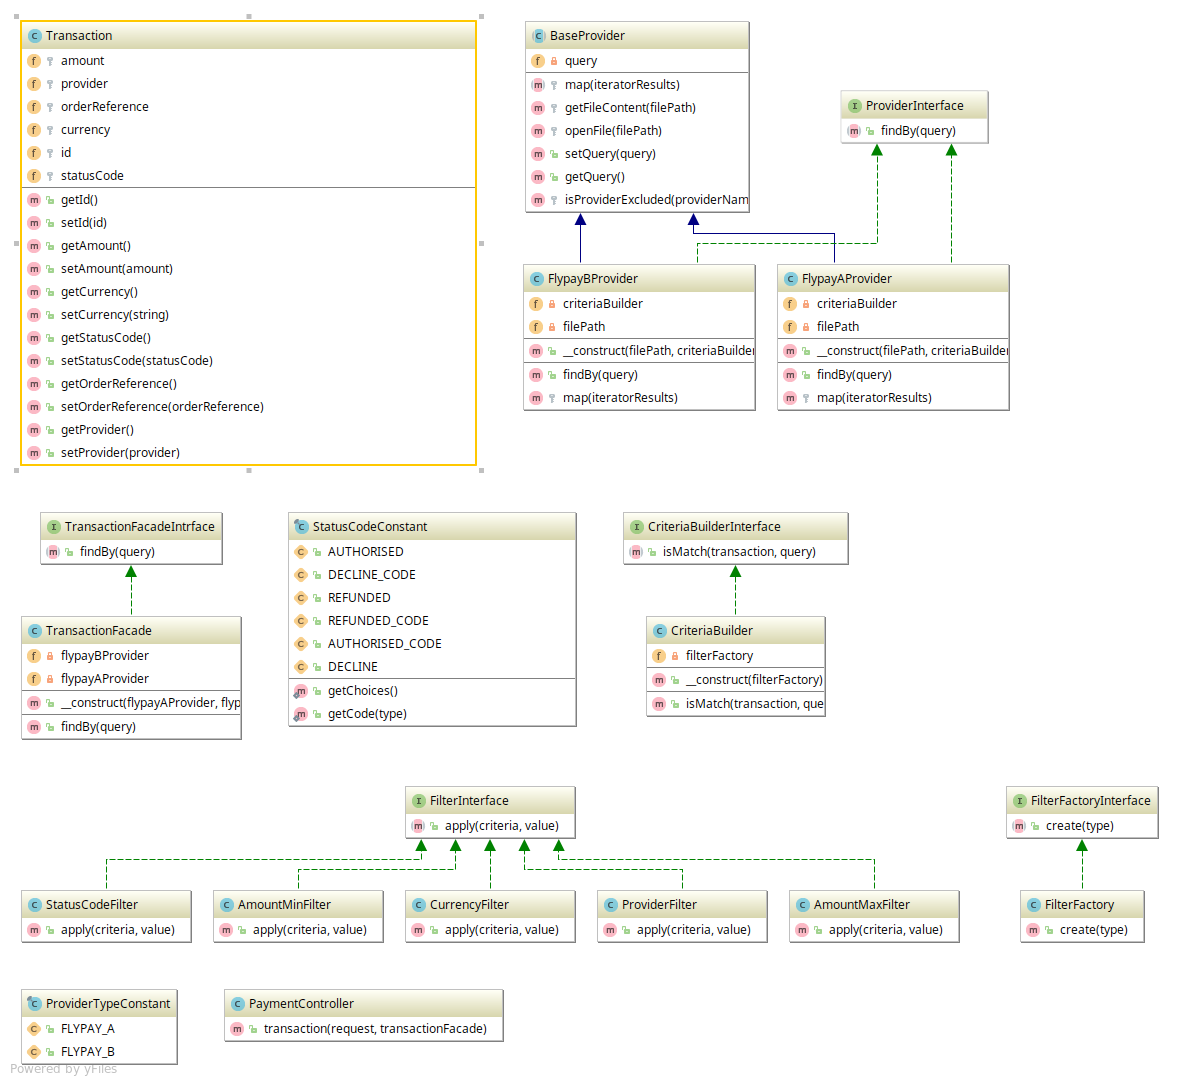 Transaction
amount
provider
orderReference
currency
id
statusCode
getId()
setId(id)
getAmount()
setAmount(amount)
getCurrency()
setCurrency(string)
getStatusCode()
setStatusCode(statusCode)
getOrderReference()
setOrderReference(orderReference)
getProvider()
setProvider(provider)
BaseProvider
query
map(iteratorResults)
getFileContent(filePath)
openFile(filePath)
setQuery(query)
getQuery()
isProviderExcluded(providerNam
ProviderInterface
findBy(query)
FlypayBProvider
criteriaBuilder
filePath
__construct(filePath, criteriaBuilder
findBy(query)
map(iteratorResults)
FlypayAProvider
criteriaBuilder
filePath
__construct(filePath, criteriaBuilder
findBy(query)
map(iteratorResults)
TransactionFacadeIntrface
findBy(query)
TransactionFacade
flypayBProvider
flypayAProvider
__construct(flypayAProvider, flyp
findBy(query)
StatusCodeConstant
AUTHORISED
DECLINE_CODE
REFUNDED
REFUNDED_CODE
AUTHORISED_CODE
DECLINE
getChoices()
getCode(type)
CriteriaBuilderInterface
isMatch(transaction, query)
CriteriaBuilder
filterFactory
__construct(filterFactory)
isMatch(transaction, que
FilterInterface
apply(criteria, value)
FilterFactoryInterface
create(type)
StatusCodeFilter
apply(criteria, value)
AmountMinFilter
apply(criteria, value)
CurrencyFilter
apply(criteria, value)
ProviderFilter
apply(criteria, value)
AmountMaxFilter
apply(criteria, value)
FilterFactory
create(type)
ProviderTypeConstant
FLYPAY_A
FLYPAY_B
PaymentController
transaction(request, transactionFacade)
Powered by yFiles